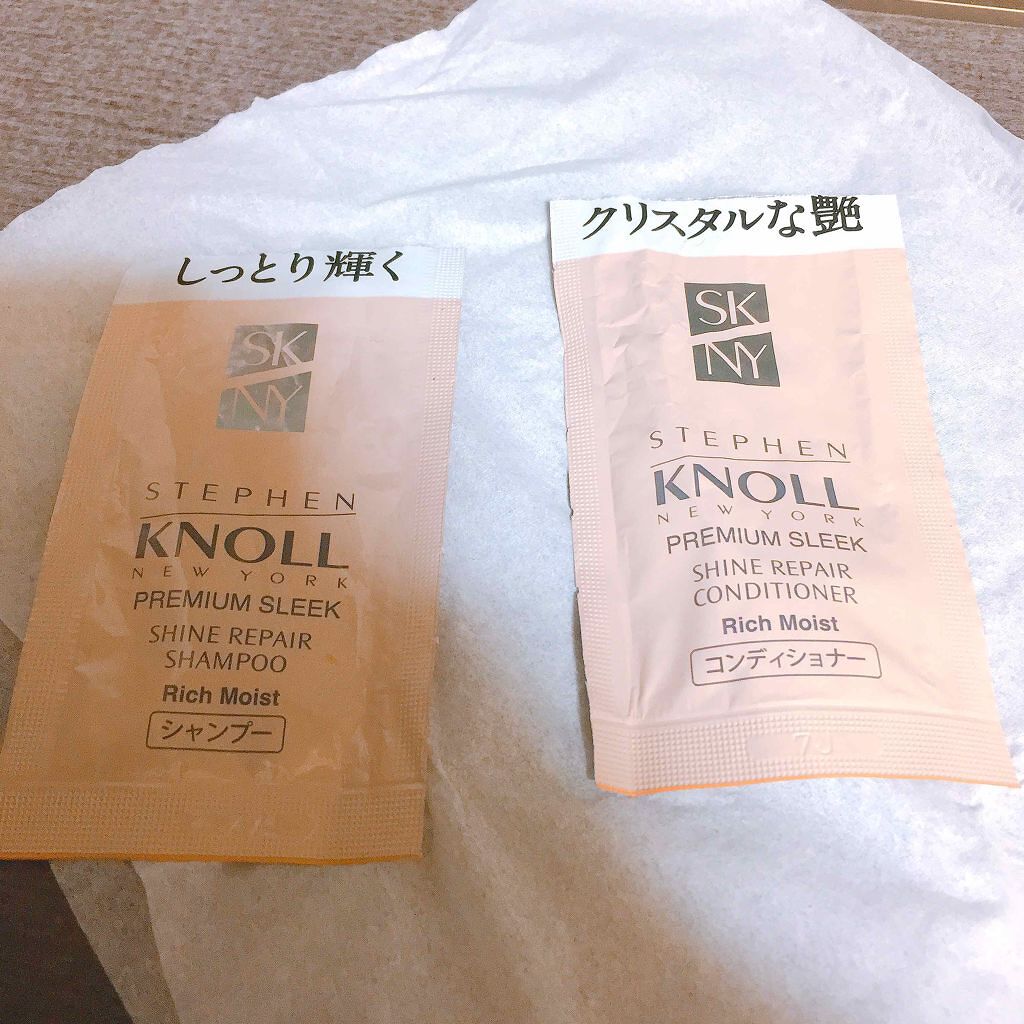 しっとり輝く
SK
NY
STEPHEN
KNOLL
NEW YORK
PREMIUM SLEEK
SHINE REPAIR
SHAMPOO
Rich Moist
シャンプー
クリスタルな艶
SK
NY
STEPHEN
KNOLL
NEW YORK
PREMIUM SLEEK
SHINE REPAIR
CONDITIONER
Rich Moist
コンディショナー
7J